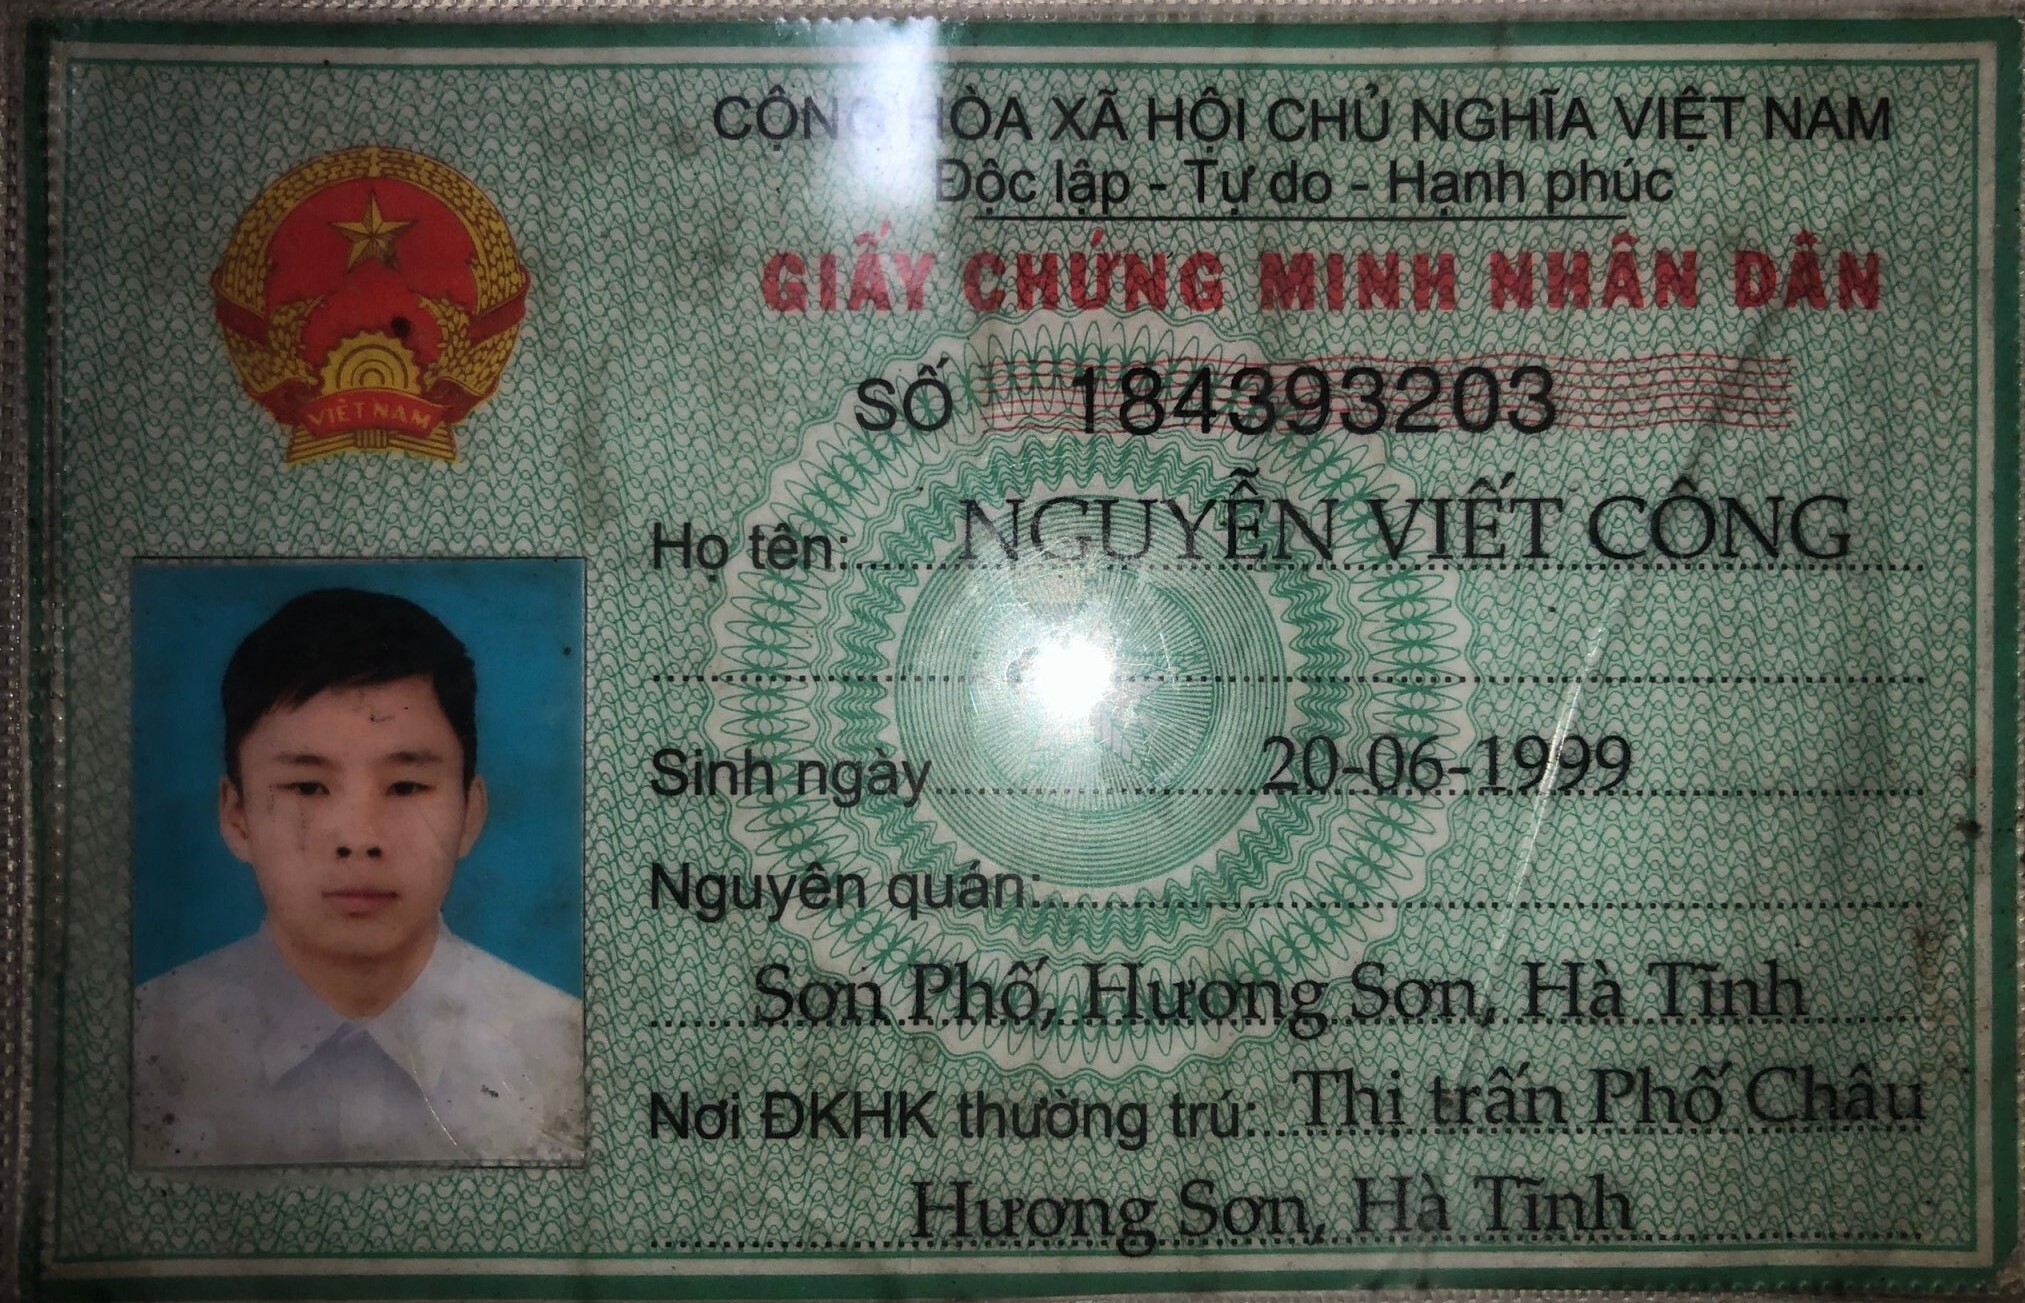 CỘNG HÒA XÃ HỘI CHỦ NGHĨA VIỆT NAM
Độc lập - Tự do - Hạnh phúc
GIẤY CHỨNG MINH NHÂN DÂN
SỐ 184393203
VIỆT NAM
Họ tên: NGUYỄN VIẾT CÔNG
Sinh ngày 20-06-1999
Nguyên quán:
Sơn Phố, Hương Sơn, Hà Tĩnh
Nơi ĐKHK thường trú: Thị trấn Phố Châu
Hương Sơn, Hà Tĩnh